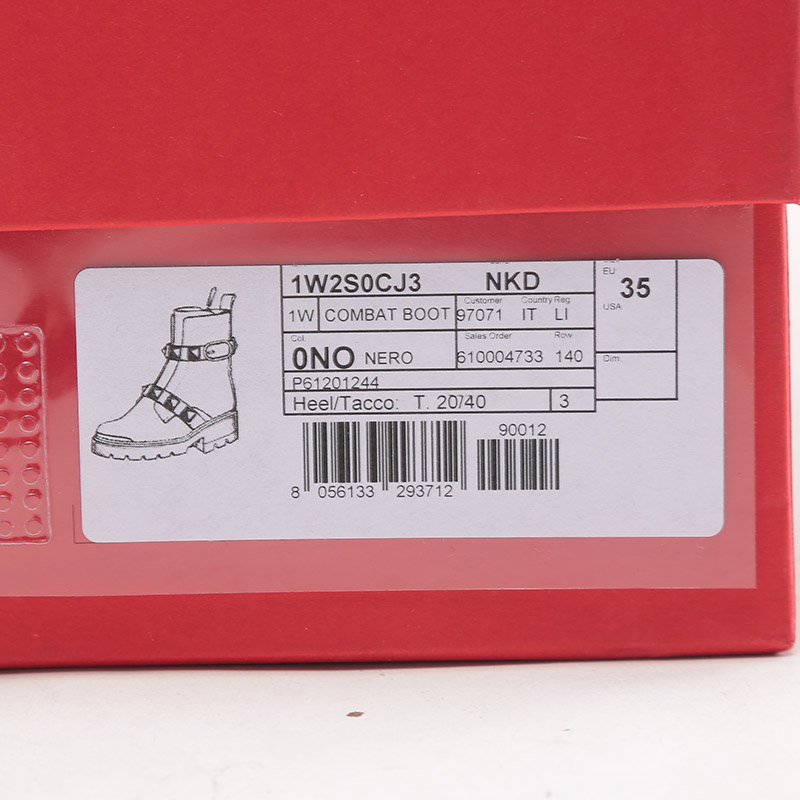 1W2S0CJ3 NKD
EU 35
USA
1W COMBAT BOOT
Customer Country Reg
97071 IT LI
Col.
0NO NERO
Sales Order Row
610004733 140
Dim.
P61201244
Heel/Tacco: T. 20/40 3
90012
8 056133 293712